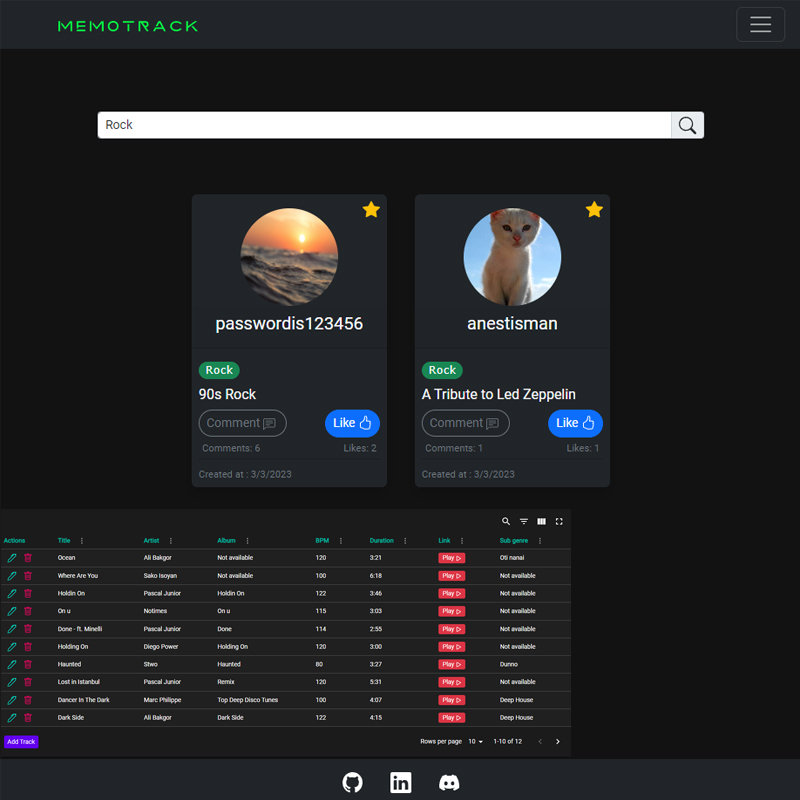 MEMOTRACK
Rock
passwordis123456 anestisman
Rock Rock
90s Rock A Tribute to Led Zeppelin
Comment Like Comment Like
Comments: 6 Likes: 2 Comments: 1 Likes: 1
Created at : 3/3/2023 Created at : 3/3/2023
Actions Title Artist Album BPM Duration Link Sub genre
Ocean Ali Bakgor Not available 120 3:21 Play Oti nanai
Where Are You Sako Isoyan Not available 100 6:18 Play Not available
Holdin On Pascal Junior Holdin On 122 3:46 Play Not available
On u Notimes On u 115 3:03 Play Not available
Done - ft. Minelli Pascal Junior Done 114 2:55 Play Not available
Holding On Diego Power Holding On 120 3:00 Play Not available
Haunted Stwo Haunted 80 3:27 Play Dunno
Lost in Istanbul Pascal Junior Remix 120 5:31 Play Not available
Dancer In The Dark Marc Philippe Top Deep Disco Tunes 100 4:07 Play Deep House
Dark Side Ali Bakgor Dark Side 122 4:15 Play Deep House
Add Track Rows per page 10 1-10 of 12
in